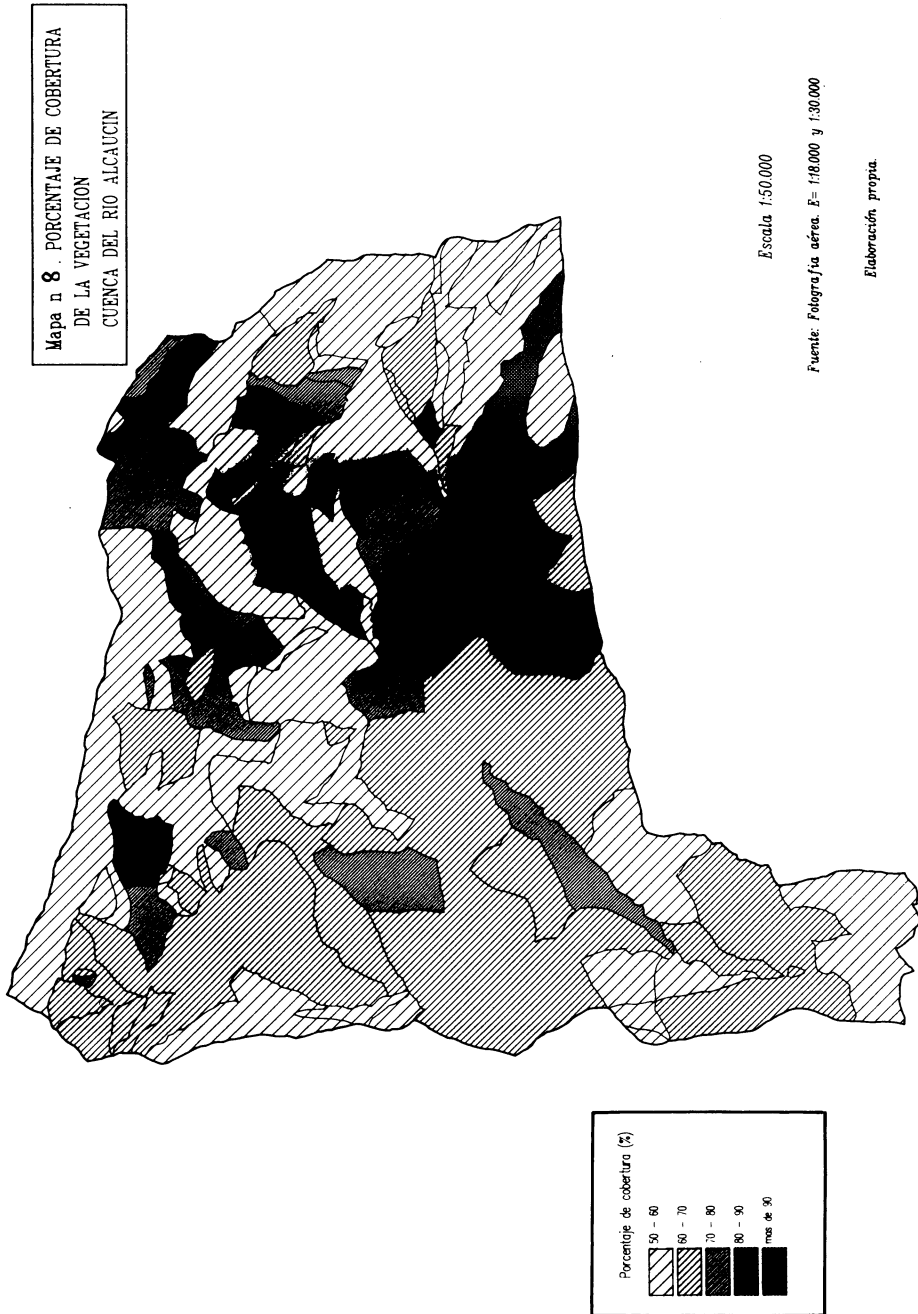 Mapa n 8. PORCENTAJE DE COBERTURA
DE LA VEGETACION
CUENCA DEL RIO ALCAUCIN
Porcentaje de cobertura (%)
50 - 60
60 - 70
70 - 80
80 - 90
mas de 90
Escala 1:50.000
Fuente: Fotografía aérea. E= 1:18.000 y 1:30.000
Elaboración propia.